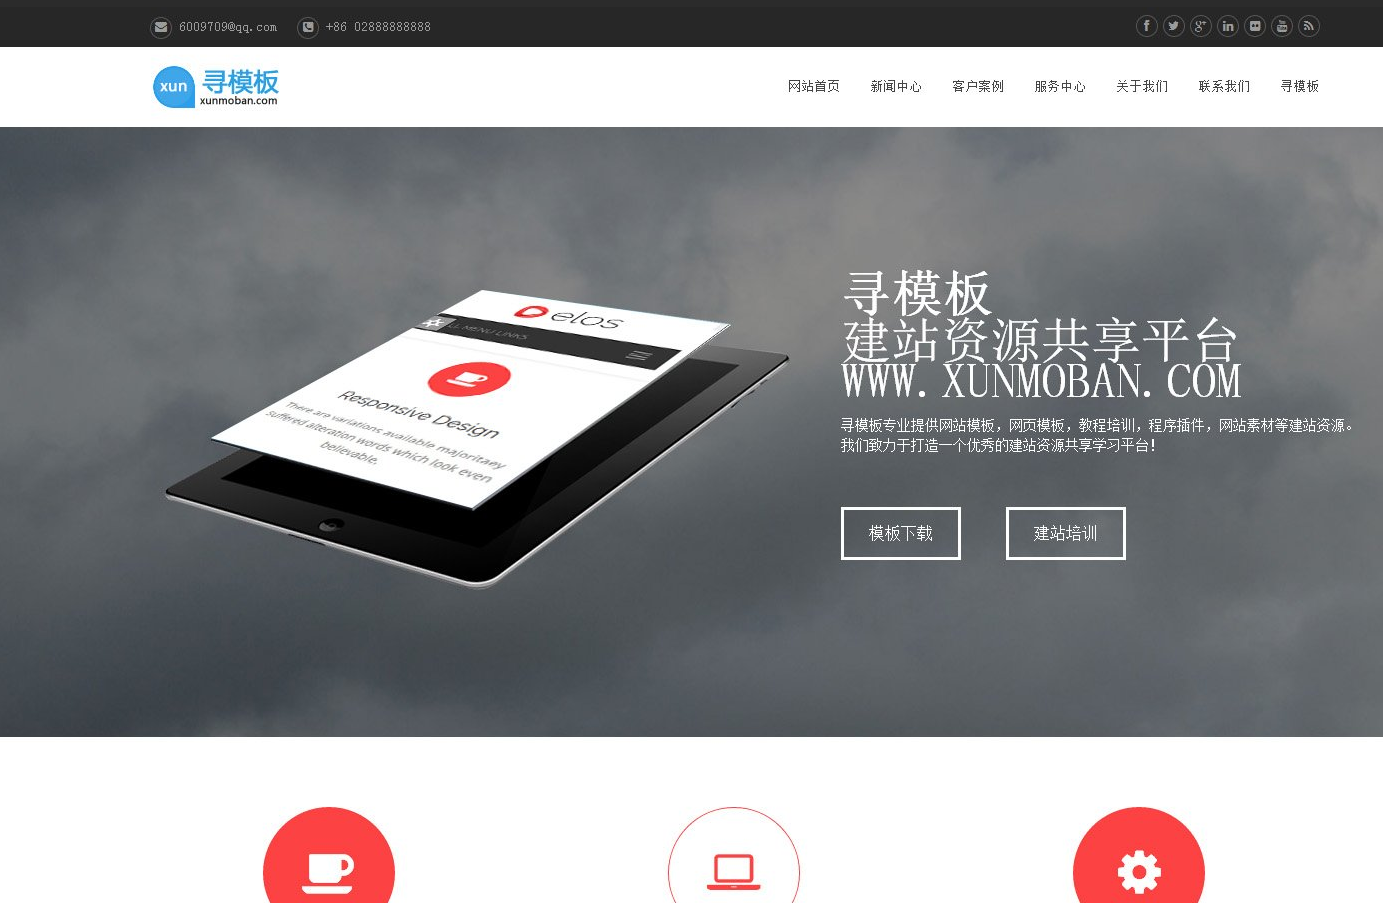 6009709@qq.com
+86 02888888888
xun 寻模板
xunmoban.com
网站首页 新闻中心 客户案例 服务中心 关于我们 联系我们 寻模板
elos
MENU LINKS
Responsive Design
There are variations available majoritaey
suffered alteration words which look even
believable.
寻模板
建站资源共享平台
WWW.XUNMOBAN.COM
寻模板专业提供网站模板，网页模板，教程培训，程序插件，网站素材等建站资源。
我们致力于打造一个优秀的建站资源共享学习平台！
模板下载 建站培训